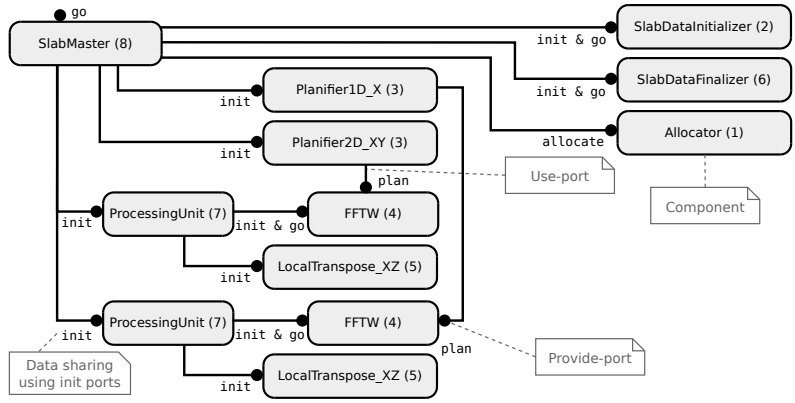 go
SlabMaster (8)
SlabDataInitializer (2)
init & go
SlabDataFinalizer (6)
init & go
Planifier1D_X (3)
init
Allocator (1)
allocate
Planifier2D_XY (3)
init
plan
Use-port
Component
ProcessingUnit (7)
init
init & go
FFTW (4)
LocalTranspose_XZ (5)
init
ProcessingUnit (7)
init
init & go
FFTW (4)
plan
Provide-port
Data sharing
using init ports
LocalTranspose_XZ (5)
init